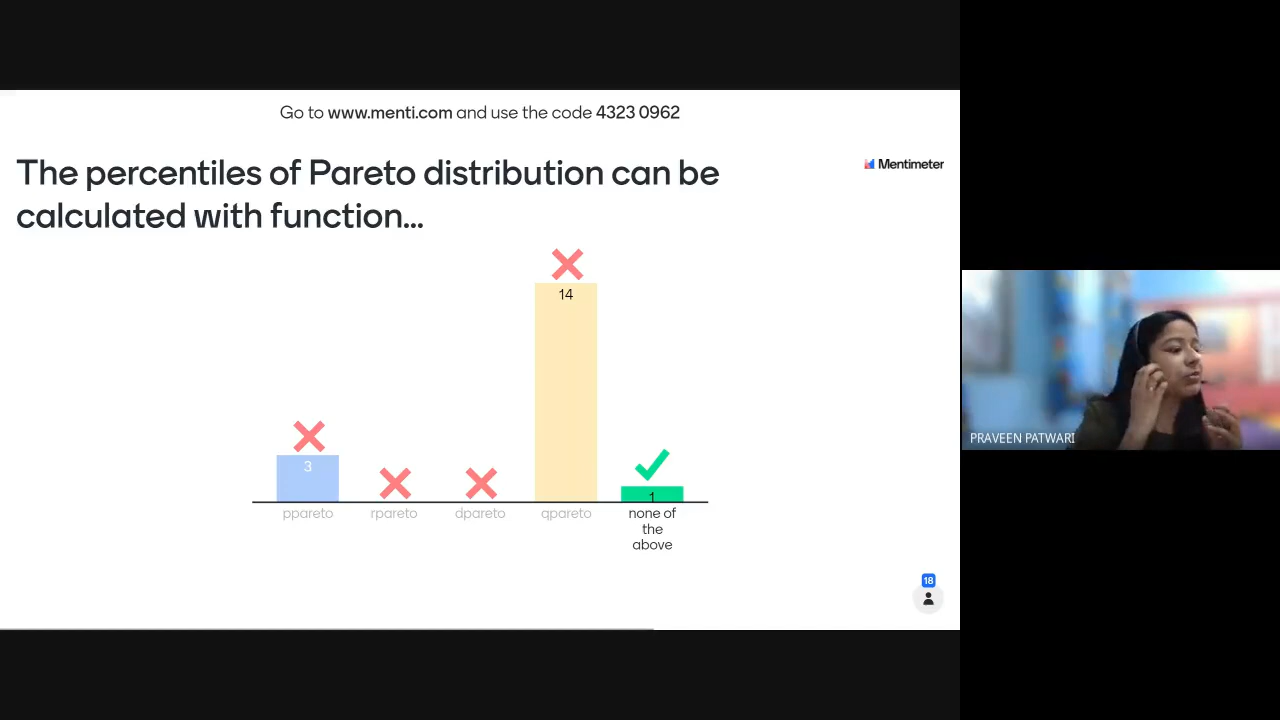 Go to www.menti.com and use the code 4323 0962
The percentiles of Pareto distribution can be
calculated with function...
Mentimeter
14
3
1
ppareto
rpareto
dpareto
qpareto
none of
the
above
18
PRAVEEN PATWARI